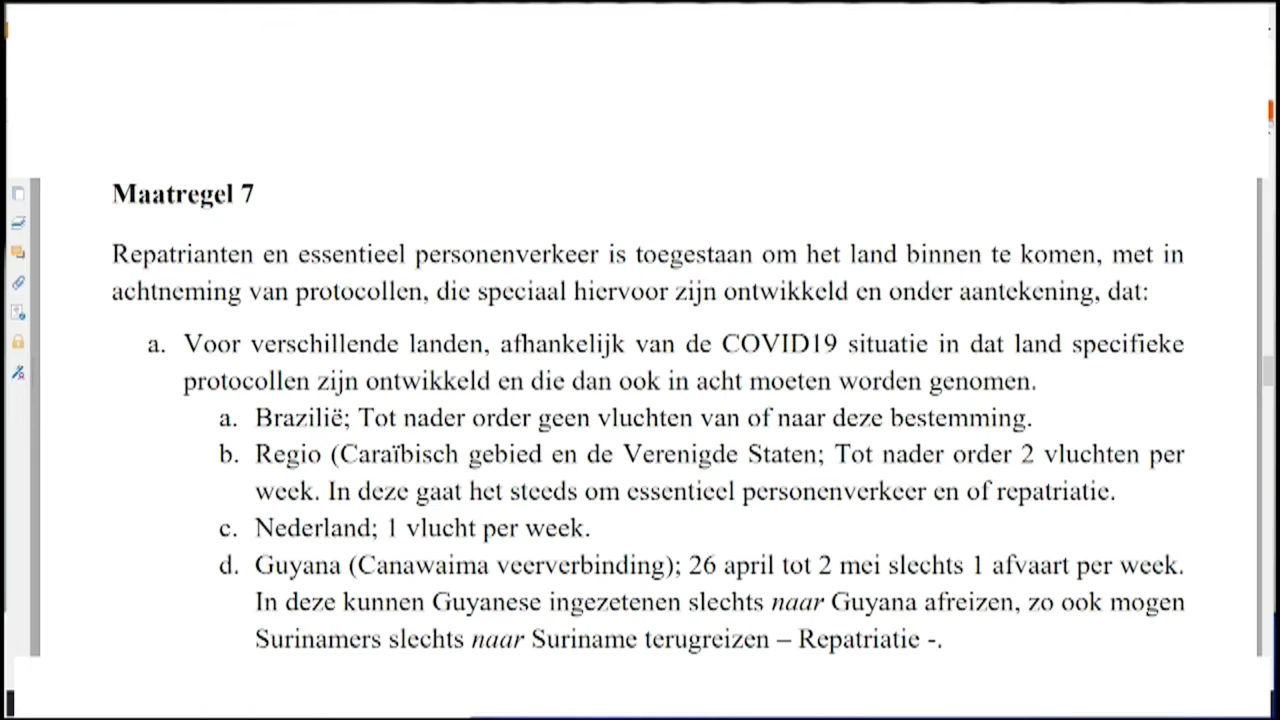 Maatregel 7
Repatrianten en essentieel personenverkeer is toegestaan om het land binnen te komen, met in
achtneming van protocollen, die speciaal hiervoor zijn ontwikkeld en onder aantekening, dat:
a. Voor verschillende landen, afhankelijk van de COVID19 situatie in dat land specifieke
protocollen zijn ontwikkeld en die dan ook in acht moeten worden genomen.
a. Brazilië; Tot nader order geen vluchten van of naar deze bestemming.
b. Regio (Caraïbisch gebied en de Verenigde Staten; Tot nader order 2 vluchten per
week. In deze gaat het steeds om essentieel personenverkeer en of repatriatie.
c. Nederland; 1 vlucht per week.
d. Guyana (Canawaima veerverbinding); 26 april tot 2 mei slechts 1 afvaart per week.
In deze kunnen Guyanese ingezetenen slechts naar Guyana afreizen, zo ook mogen
Surinamers slechts naar Suriname terugreizen – Repatriatie -.